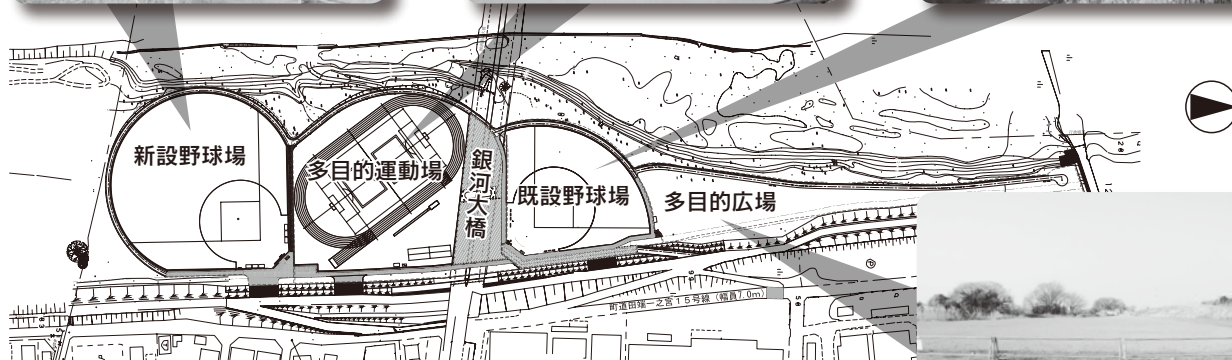 新設野球場
多目的運動場
銀河大橋
既設野球場
多目的広場
町道田端一之宮15号線（幅員7.0m）